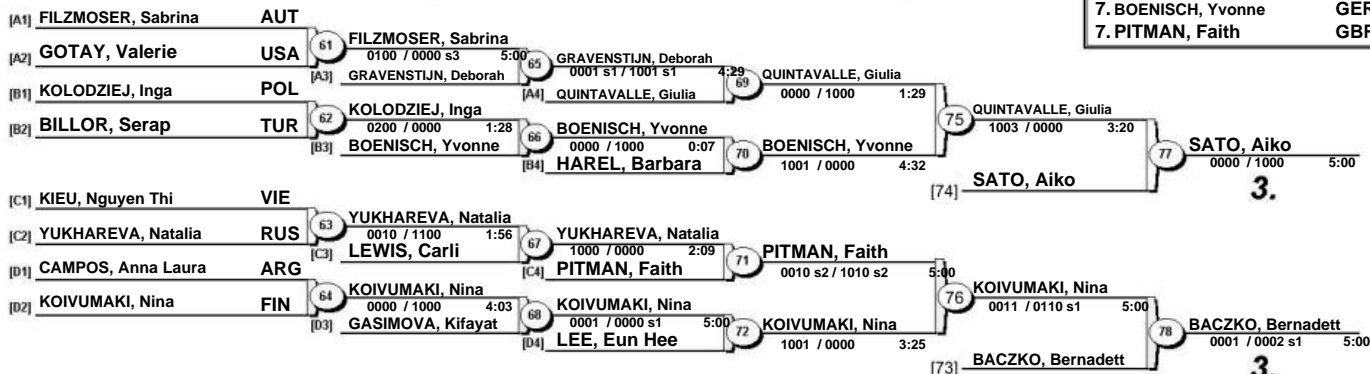 7. BOENISCH, Yvonne GER
7. PITMAN, Faith GBR
[A1] FILZMOSER, Sabrina AUT
[A2] GOTAY, Valerie USA
61
FILZMOSER, Sabrina
0100 / 0000 s3 5:00
[A3] GRAVENSTIJN, Deborah
65
GRAVENSTIJN, Deborah
0001 s1 / 1001 s1 4:29
[A4] QUINTAVALLE, Giulia
69
QUINTAVALLE, Giulia
0000 / 1000 1:29
[B1] KOLODZIEJ, Inga POL
[B2] BILLOR, Serap TUR
62
KOLODZIEJ, Inga
0200 / 0000 1:28
[B3] BOENISCH, Yvonne
66
BOENISCH, Yvonne
0000 / 1000 0:07
[B4] HAREL, Barbara
70
BOENISCH, Yvonne
1001 / 0000 4:32
75
QUINTAVALLE, Giulia
1003 / 0000 3:20
[74] SATO, Aiko
77
SATO, Aiko
0000 / 1000 5:00
3.
[C1] KIEU, Nguyen Thi VIE
[C2] YUKHAREVA, Natalia RUS
63
YUKHAREVA, Natalia
0010 / 1100 1:56
[C3] LEWIS, Carli
67
YUKHAREVA, Natalia
1000 / 0000 2:09
[C4] PITMAN, Faith
71
PITMAN, Faith
0010 s2 / 1010 s2 5:00
[D1] CAMPOS, Anna Laura ARG
[D2] KOIVUMAKI, Nina FIN
64
KOIVUMAKI, Nina
0000 / 1000 4:03
[D3] GASIMOVA, Kifayat
68
KOIVUMAKI, Nina
0001 / 0000 s1 5:00
[D4] LEE, Eun Hee
72
KOIVUMAKI, Nina
1001 / 0000 3:25
76
KOIVUMAKI, Nina
0011 / 0110 s1 5:00
[73] BACZKO, Bernadett
78
BACZKO, Bernadett
0001 / 0002 s1 5:00
3.